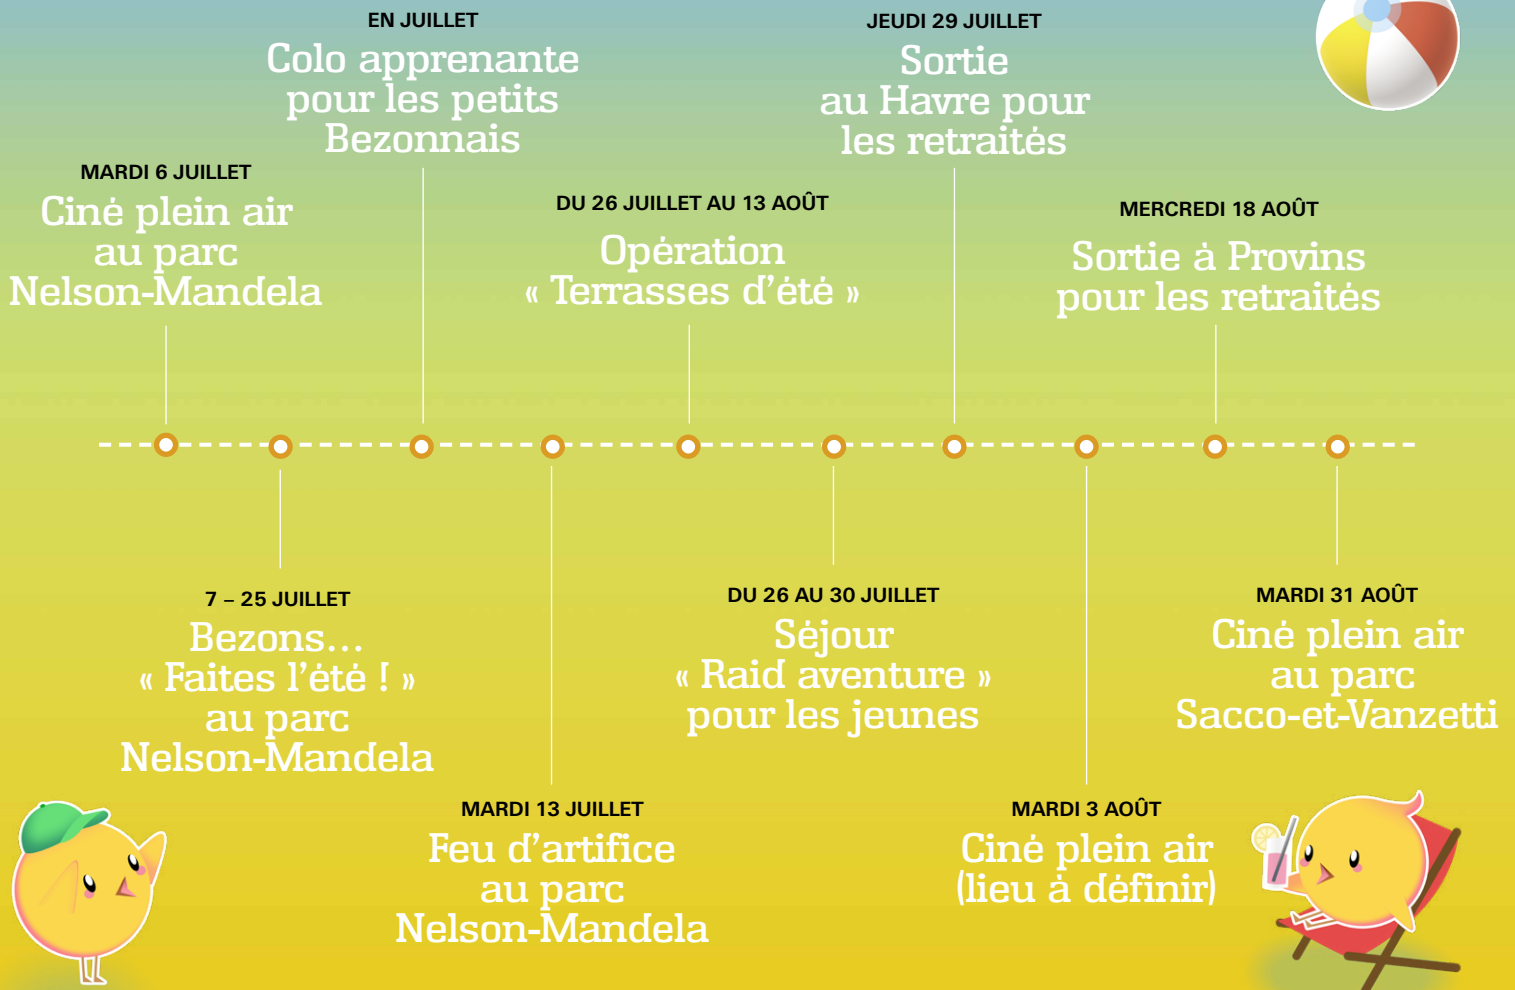 EN JUILLET
Colo apprenante
pour les petits
Bezonnais
JEUDI 29 JUILLET
Sortie
au Havre pour
les retraités
MARDI 6 JUILLET
Ciné plein air
au parc
Nelson-Mandela
DU 26 JUILLET AU 13 AOÛT
Opération
« Terrasses d’été »
MERCREDI 18 AOÛT
Sortie à Provins
pour les retraités
7 – 25 JUILLET
Bezons…
« Faites l’été ! »
au parc
Nelson-Mandela
DU 26 AU 30 JUILLET
Séjour
« Raid aventure »
pour les jeunes
MARDI 31 AOÛT
Ciné plein air
au parc
Sacco-et-Vanzetti
MARDI 13 JUILLET
Feu d’artifice
au parc
Nelson-Mandela
MARDI 3 AOÛT
Ciné plein air
(lieu à définir)